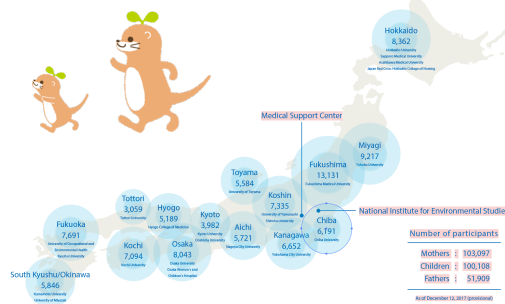 Hokkaido
8,362
Hokkaido University
Sapporo Medical University
Asahikawa Medical University
Japan Red Cross Hokkaido College of Nursing
Medical Support Center
Miyagi
9,217
Tohoku University
Fukushima
13,131
Fukushima Medical University
Toyama
5,584
University of Toyama
Koshin
7,335
University of Yamanashi
Shinshu University
Tottori
3,059
Tottori University
Hyogo
5,189
Hyogo College of Medicine
Kyoto
3,982
Kyoto University
Doshisha University
Aichi
5,721
Nagoya City University
Kanagawa
6,652
Yokohama City University
Chiba
6,191
Chiba University
National Institute for Environmental Studie
Fukuoka
7,691
University of Occupational and
Environmental Health
Kyushu University
Kochi
7,094
Kochi University
Osaka
8,043
Osaka University
Osaka Women's and
Children's Hospital
South Kyushu/Okinawa
5,846
Kumamoto University
University of Miyazaki
Number of participants
Mothers : 103,097
Children : 100,108
Fathers : 51,909
As of December 12, 2017 (provisional)